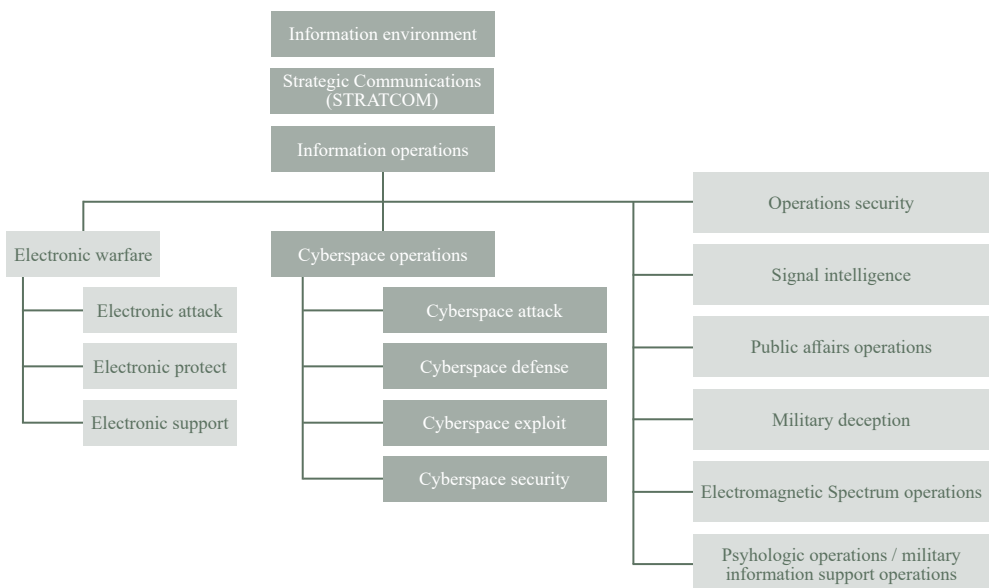 Information environment
Strategic Communications
(STRATCOM)
Information operations
Electronic warfare
Electronic attack
Electronic protect
Electronic support
Cyberspace operations
Cyberspace attack
Cyberspace defense
Cyberspace exploit
Cyberspace security
Operations security
Signal intelligence
Public affairs operations
Military deception
Electromagnetic Spectrum operations
Psyhologic operations / military
information support operations